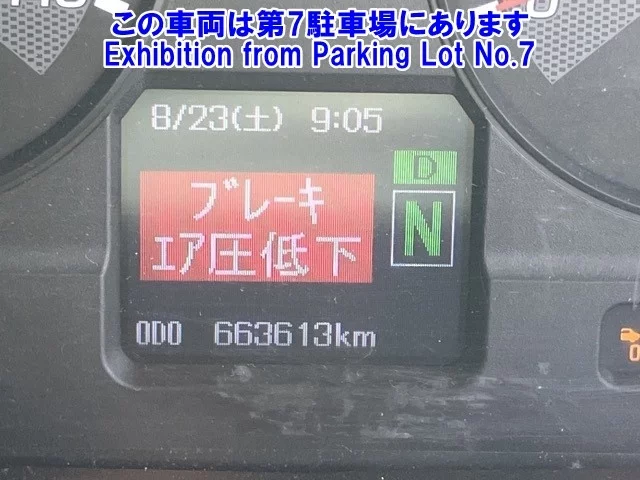 この車両は第7駐車場にあります
Exhibition from Parking Lot No.7
8/23(土) 9:05
D
ブレーキ
エア圧低下
N
ODO 663613km